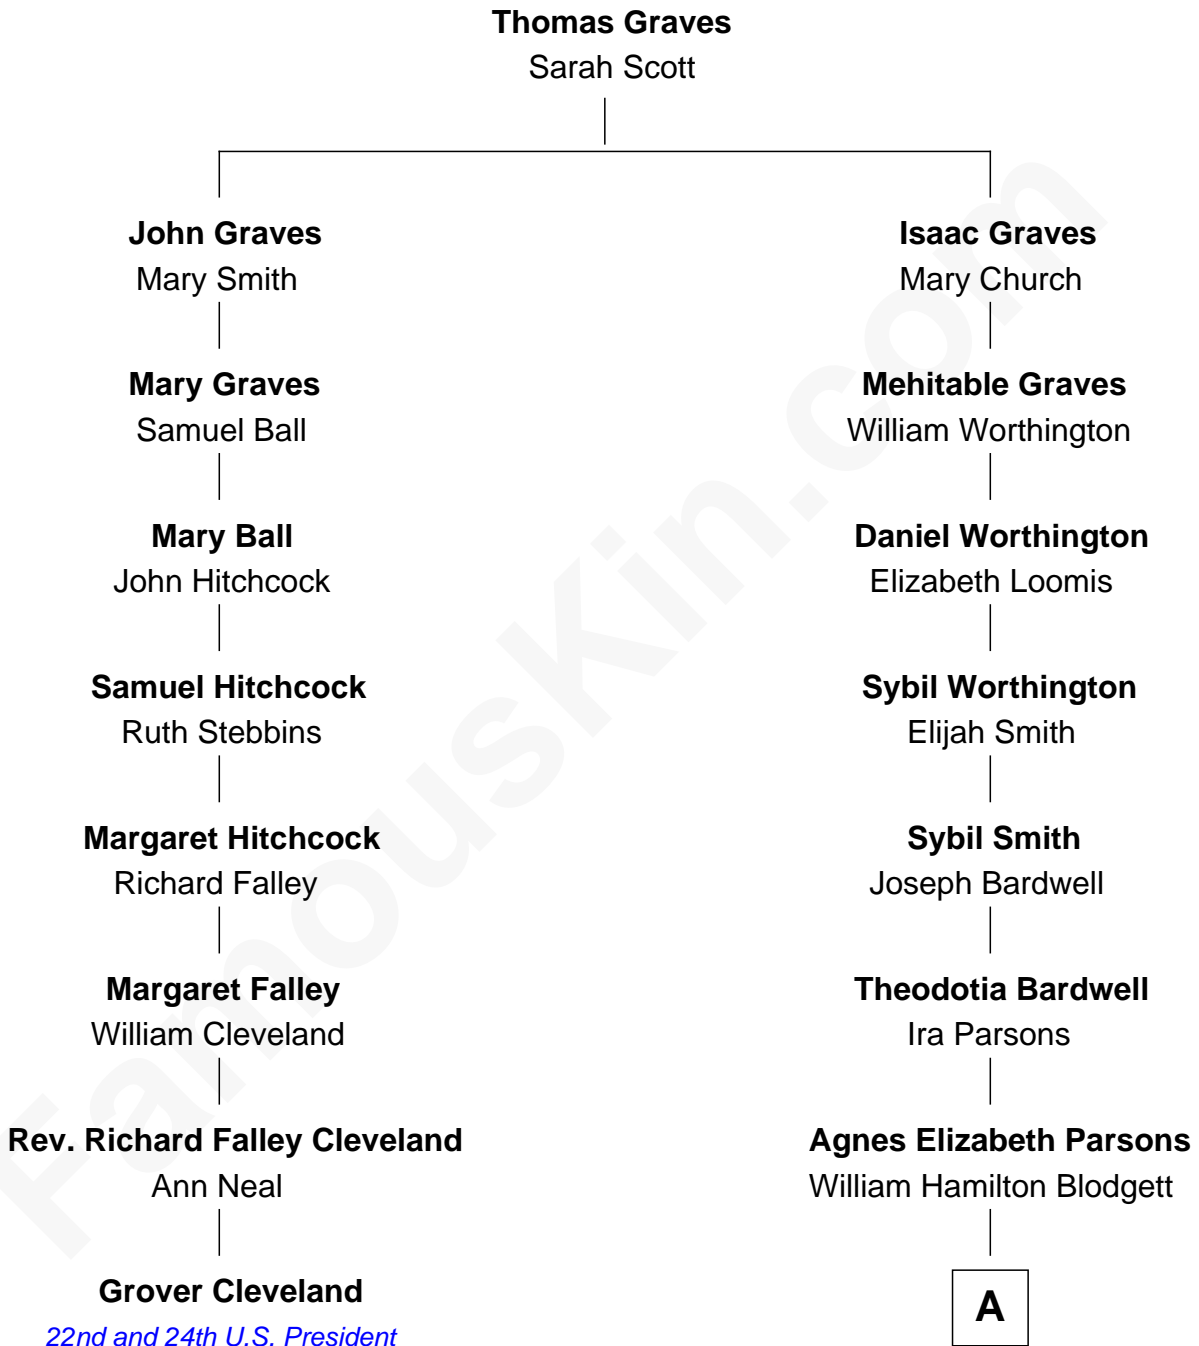 Thomas Graves
Sarah Scott
John Graves
Mary Smith
Isaac Graves
Mary Church
Mary Graves
Samuel Ball
Mehitable Graves
William Worthington
Mary Ball
John Hitchcock
Daniel Worthington
Elizabeth Loomis
Samuel Hitchcock
Ruth Stebbins
Sybil Worthington
Elijah Smith
Margaret Hitchcock
Richard Falley
Sybil Smith
Joseph Bardwell
Margaret Falley
William Cleveland
Theodotia Bardwell
Ira Parsons
Rev. Richard Falley Cleveland
Ann Neal
Agnes Elizabeth Parsons
William Hamilton Blodgett
Grover Cleveland
22nd and 24th U.S. President
A
FamousKin.com